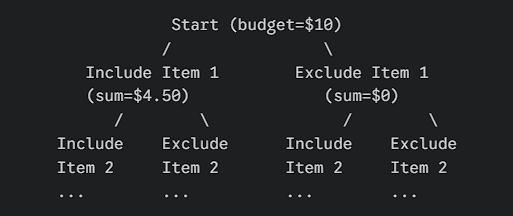 Start (budget=$10)
/ \
Include Item 1 Exclude Item 1
(sum=$4.50) (sum=$0)
/ \ / \
Include Exclude Include Exclude
Item 2 Item 2 Item 2 Item 2
... ... ... ...